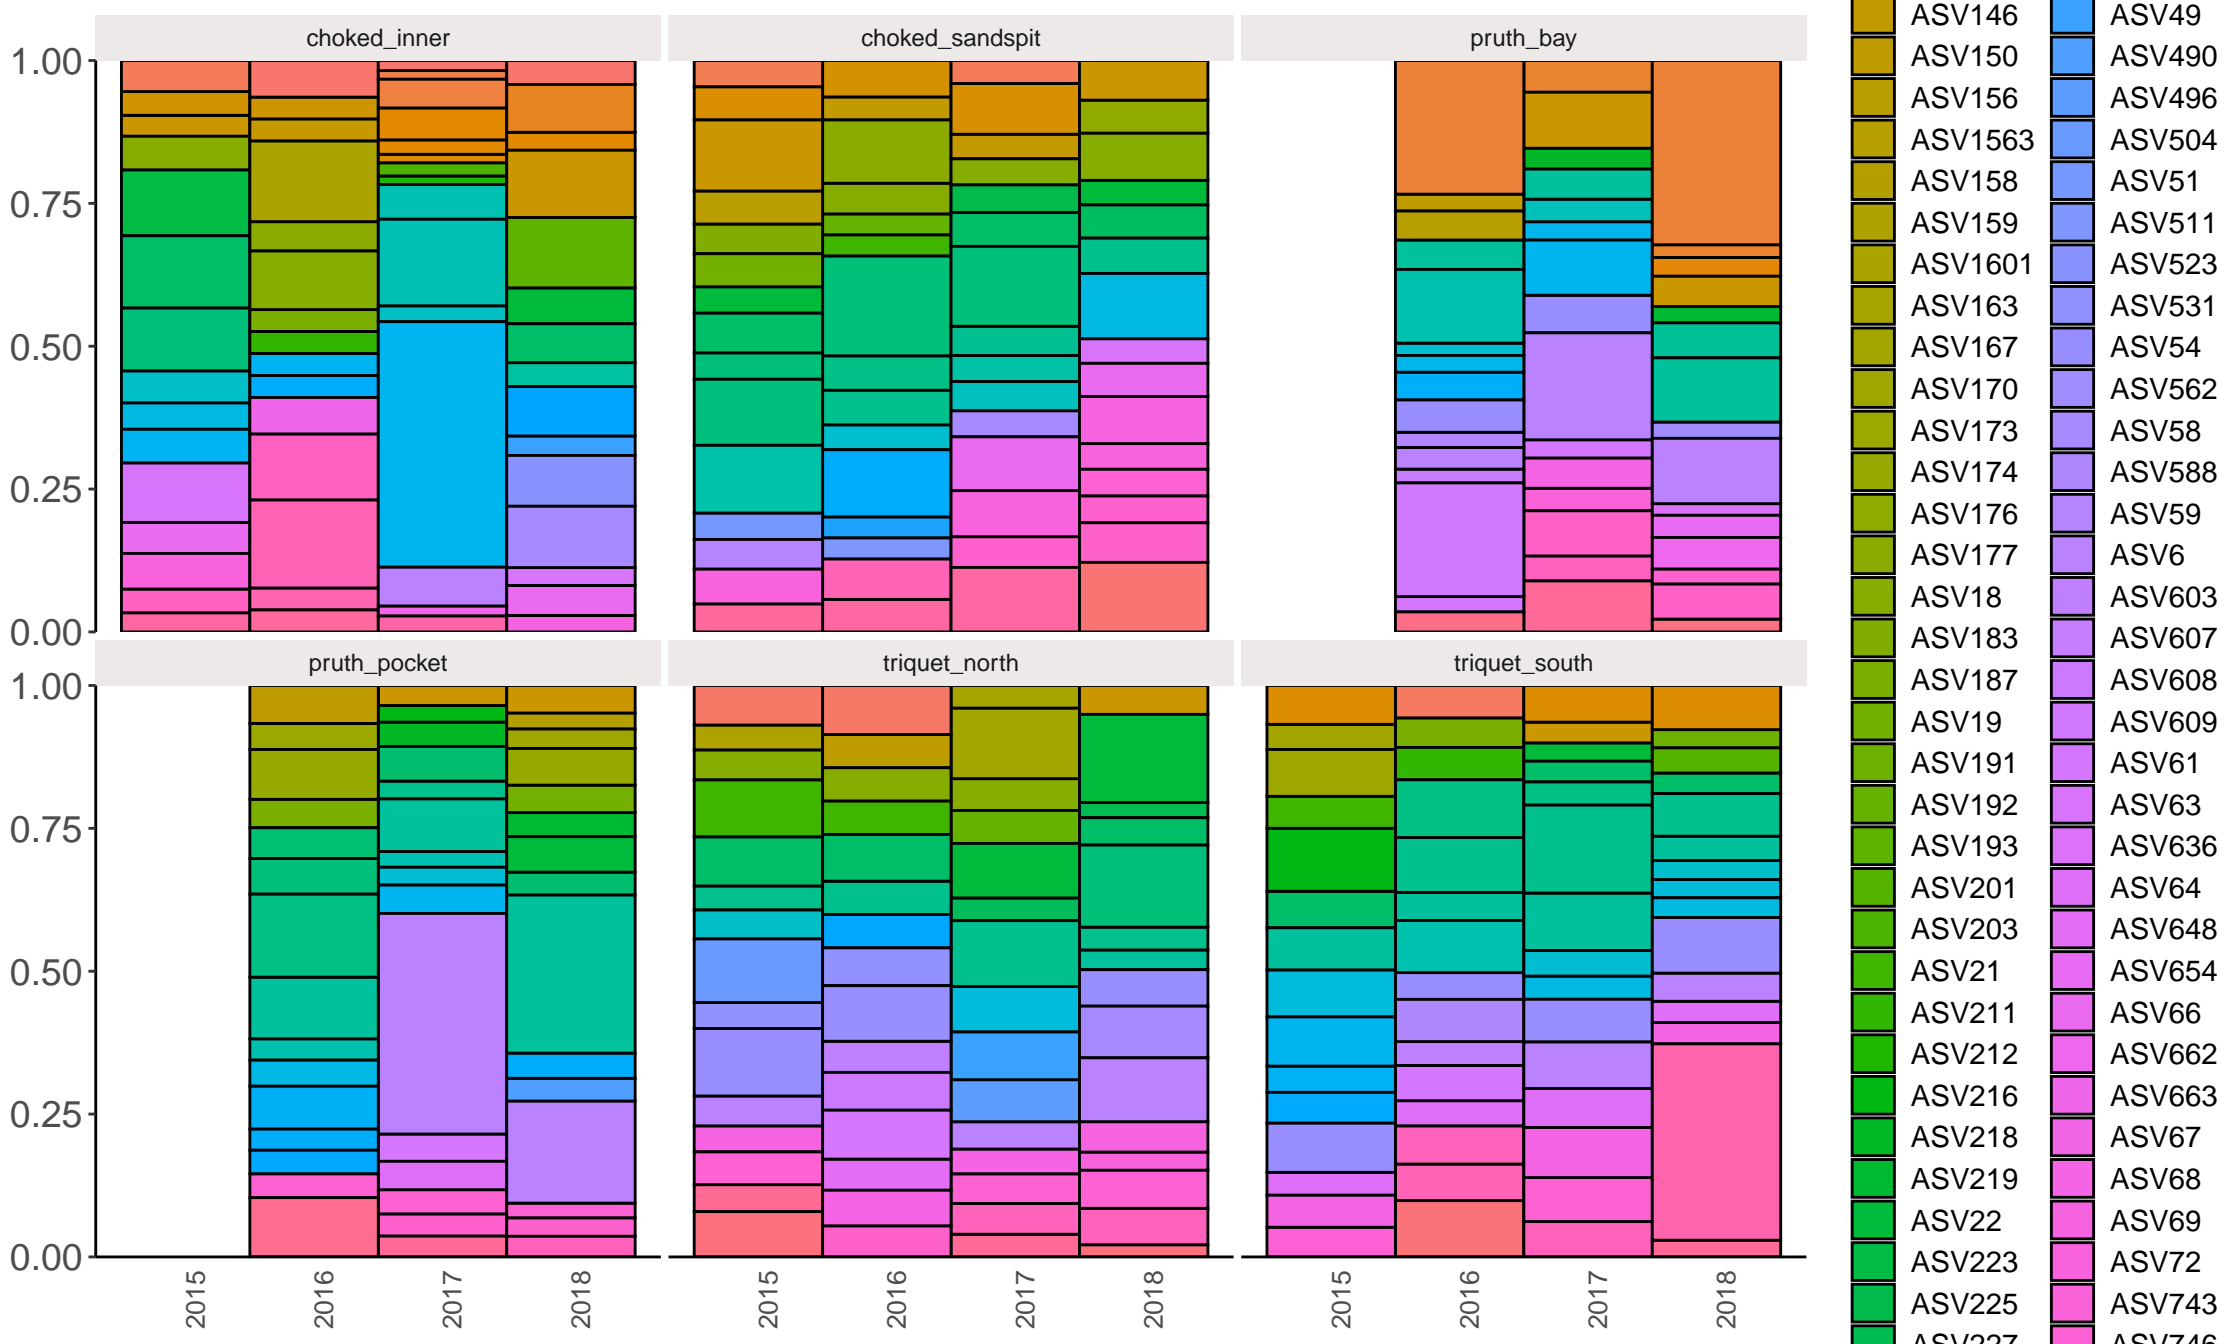 choked_inner
choked_sandspit
pruth_bay
1.00
0.75
0.50
0.25
0.00
pruth_pocket
triquet_north
triquet_south
1.00
0.75
0.50
0.25
0.00
2015
2016
2017
2018
2015
2016
2017
2018
2015
2016
2017
2018
ASV146
ASV150
ASV156
ASV1563
ASV158
ASV159
ASV1601
ASV163
ASV167
ASV170
ASV173
ASV174
ASV176
ASV177
ASV18
ASV183
ASV187
ASV19
ASV191
ASV192
ASV193
ASV201
ASV203
ASV21
ASV211
ASV212
ASV216
ASV218
ASV219
ASV22
ASV223
ASV225
ASV227
ASV49
ASV490
ASV496
ASV504
ASV51
ASV511
ASV523
ASV531
ASV54
ASV562
ASV58
ASV588
ASV59
ASV6
ASV603
ASV607
ASV608
ASV609
ASV61
ASV63
ASV636
ASV64
ASV648
ASV654
ASV66
ASV662
ASV663
ASV67
ASV68
ASV69
ASV72
ASV743
ASV746